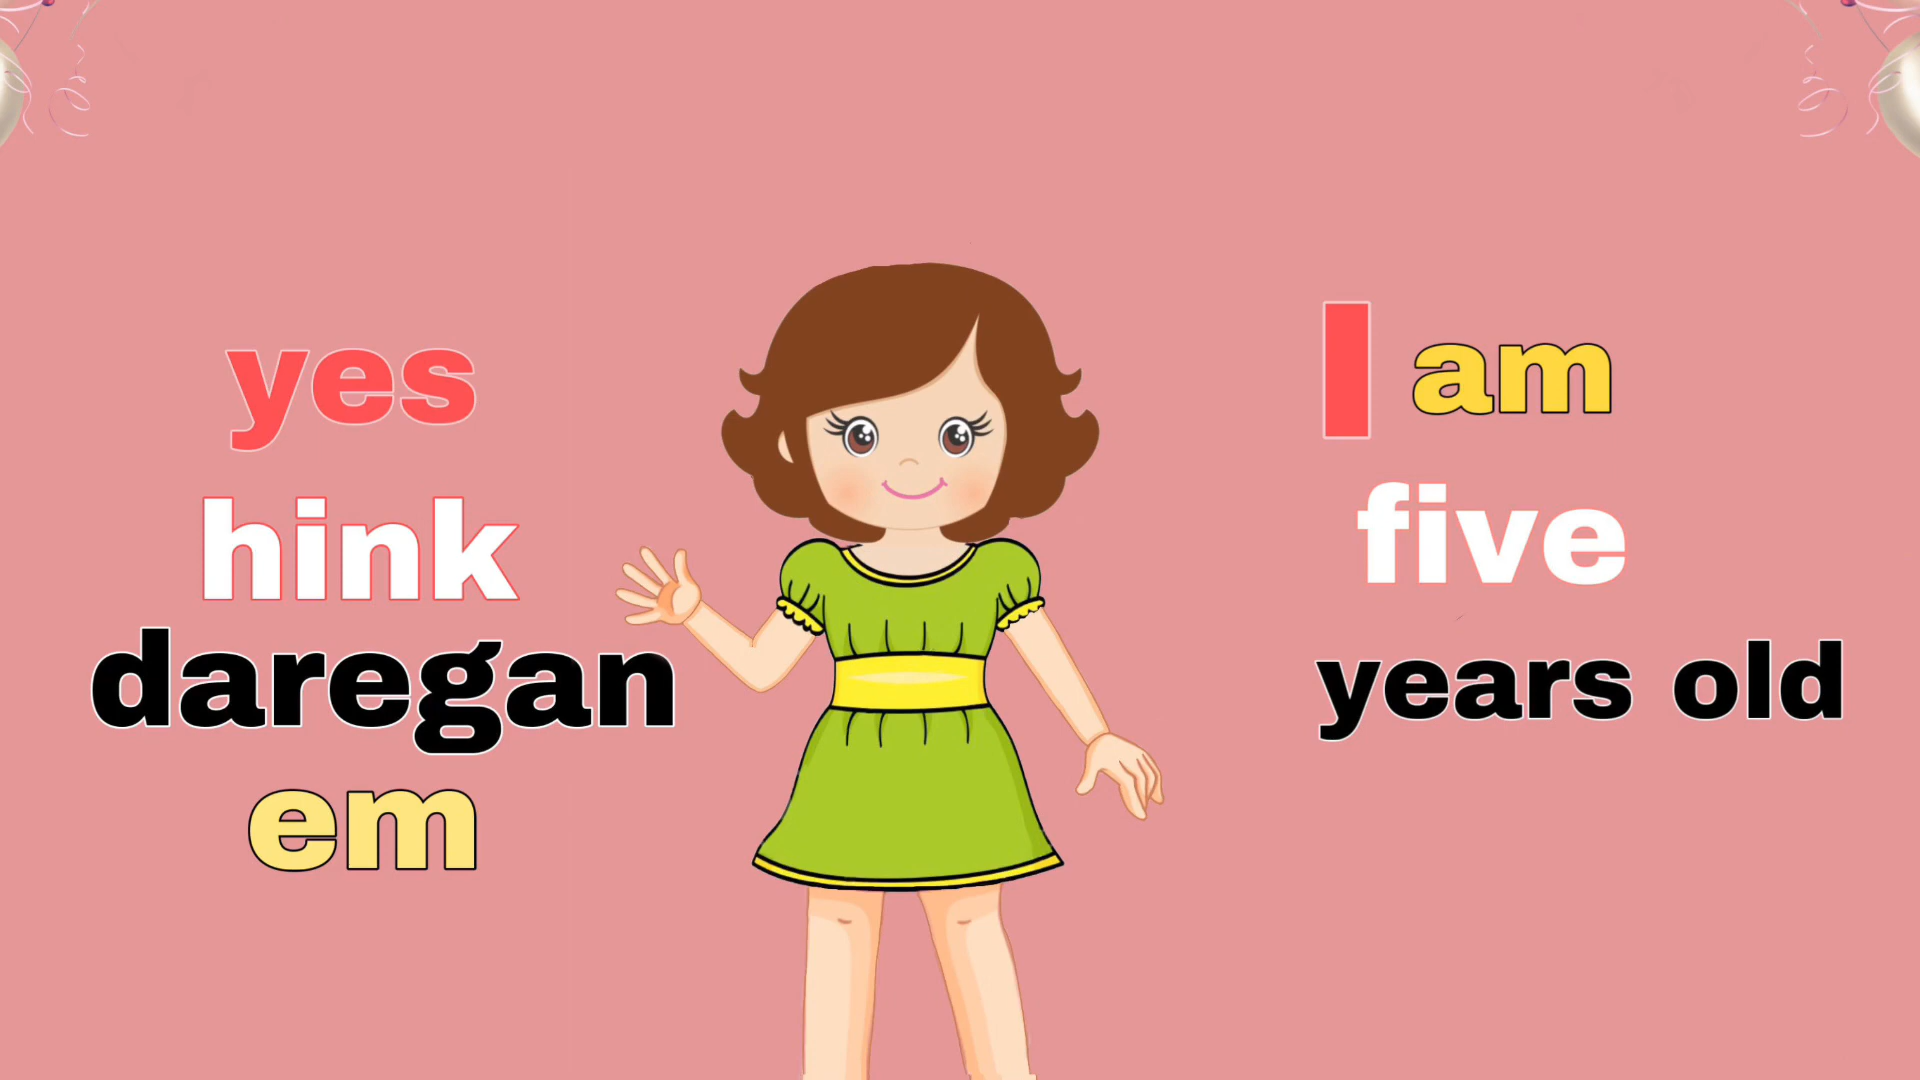 yes
hink
daregan
em
I am
five
years old